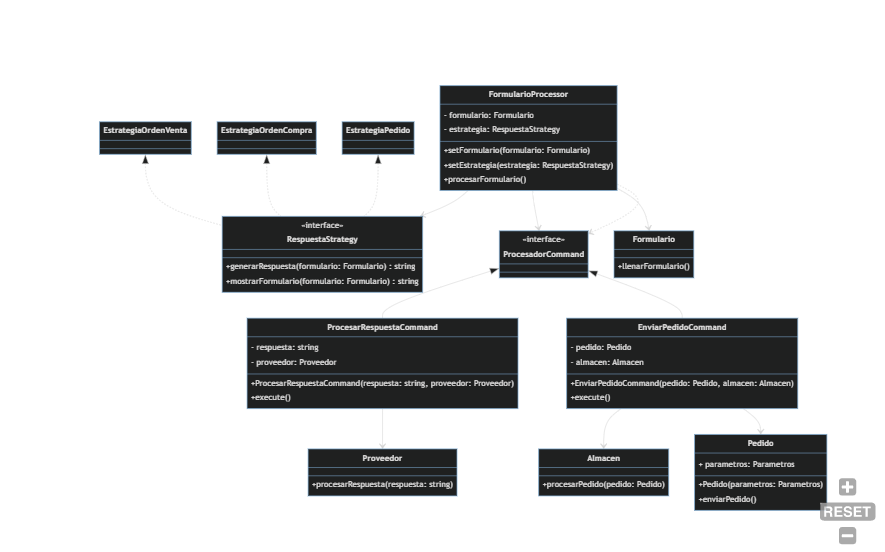 FormularioProcessor
- formulario: Formulario
- estrategia: RespuestaStrategy
+setFormulario(formulario: Formulario)
+setEstrategia(estrategia: RespuestaStrategy)
+procesarFormulario()
EstrategiaOrdenVenta
EstrategiaOrdenCompra
EstrategiaPedido
«interface»
RespuestaStrategy
+generarRespuesta(formulario: Formulario) : string
+mostrarFormulario(formulario: Formulario) : string
«interface»
ProcesadorCommand
Formulario
+llenarFormulario()
ProcesarRespuestaCommand
- respuesta: string
- proveedor: Proveedor
+ProcesarRespuestaCommand(respuesta: string, proveedor: Proveedor)
+execute()
EnviarPedidoCommand
- pedido: Pedido
- almacen: Almacen
+EnviarPedidoCommand(pedido: Pedido, almacen: Almacen)
+execute()
Proveedor
+procesarRespuesta(respuesta: string)
Almacen
+procesarPedido(pedido: Pedido)
Pedido
+ parametros: Parametros
+Pedido(parametros: Parametros)
+enviarPedido()
RESET